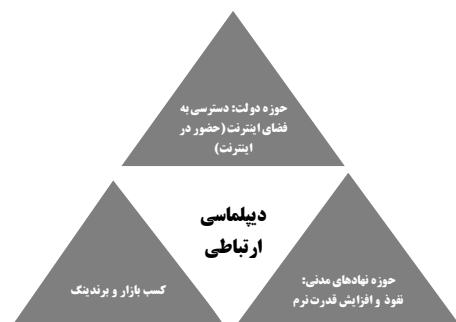 حوزه دولت: دسترسی به
فضای اینترنت (حضور در
اینترنت)
دیپلماسی
ارتباطی
حوزه نهادهای مدنی:
نفوذ و افزایش قدرت نرم
کسب بازار و برندینگ